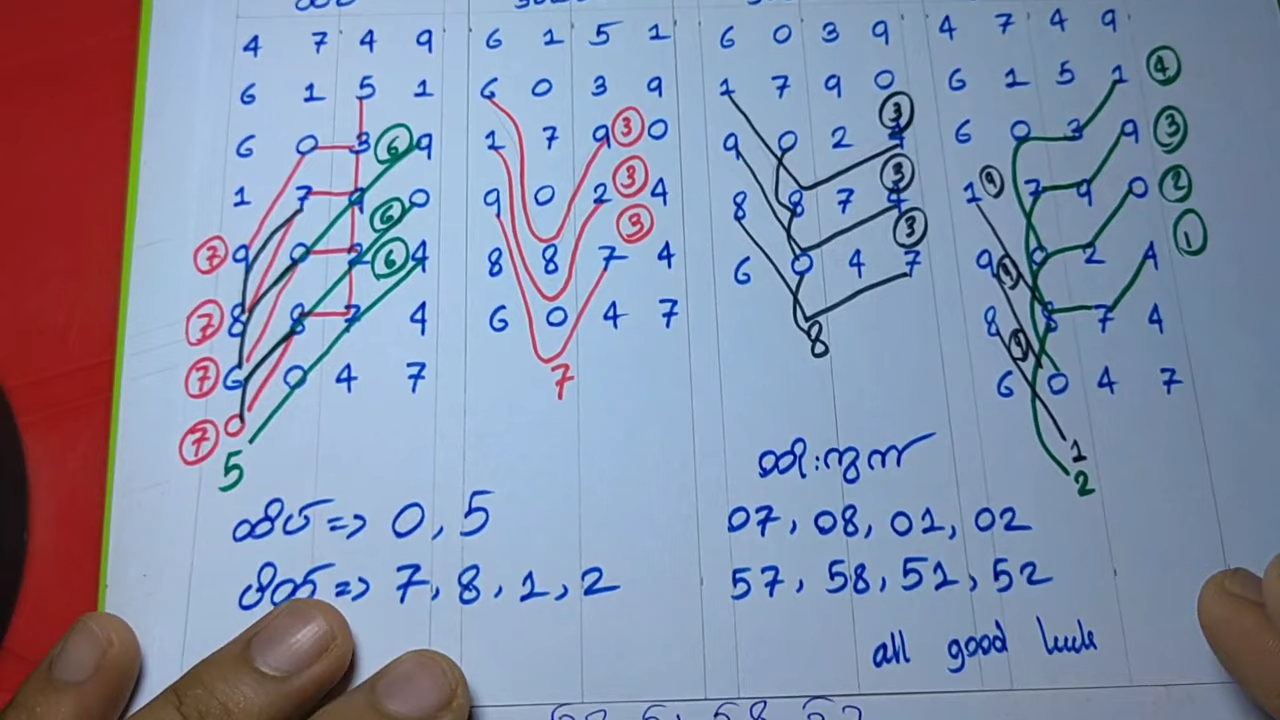 4 7 4 9 6 1 5 1 6 0 3 9 4 7 4 9
6 1 5 1 6 0 3 9 1 7 9 0 6 1 5 1 4
6 0 3 6 9 1 7 9 3 0 9 0 2 4 3 6 0 3 9 3
1 7 9 6 0 9 0 2 3 4 8 8 7 4 3 1 9 7 9 0 2
7 9 0 2 6 4 8 8 7 3 4 6 0 4 7 3 9 9 0 2 4 1
7 8 8 7 4 6 0 4 7 8 8 9 8 7 4
7 6 0 4 7 7 6 0 4 7
7 0
5 1
2
=> 0, 5 07, 08, 01, 02
=> 7, 8, 1, 2 57, 58, 51, 52
all good luck